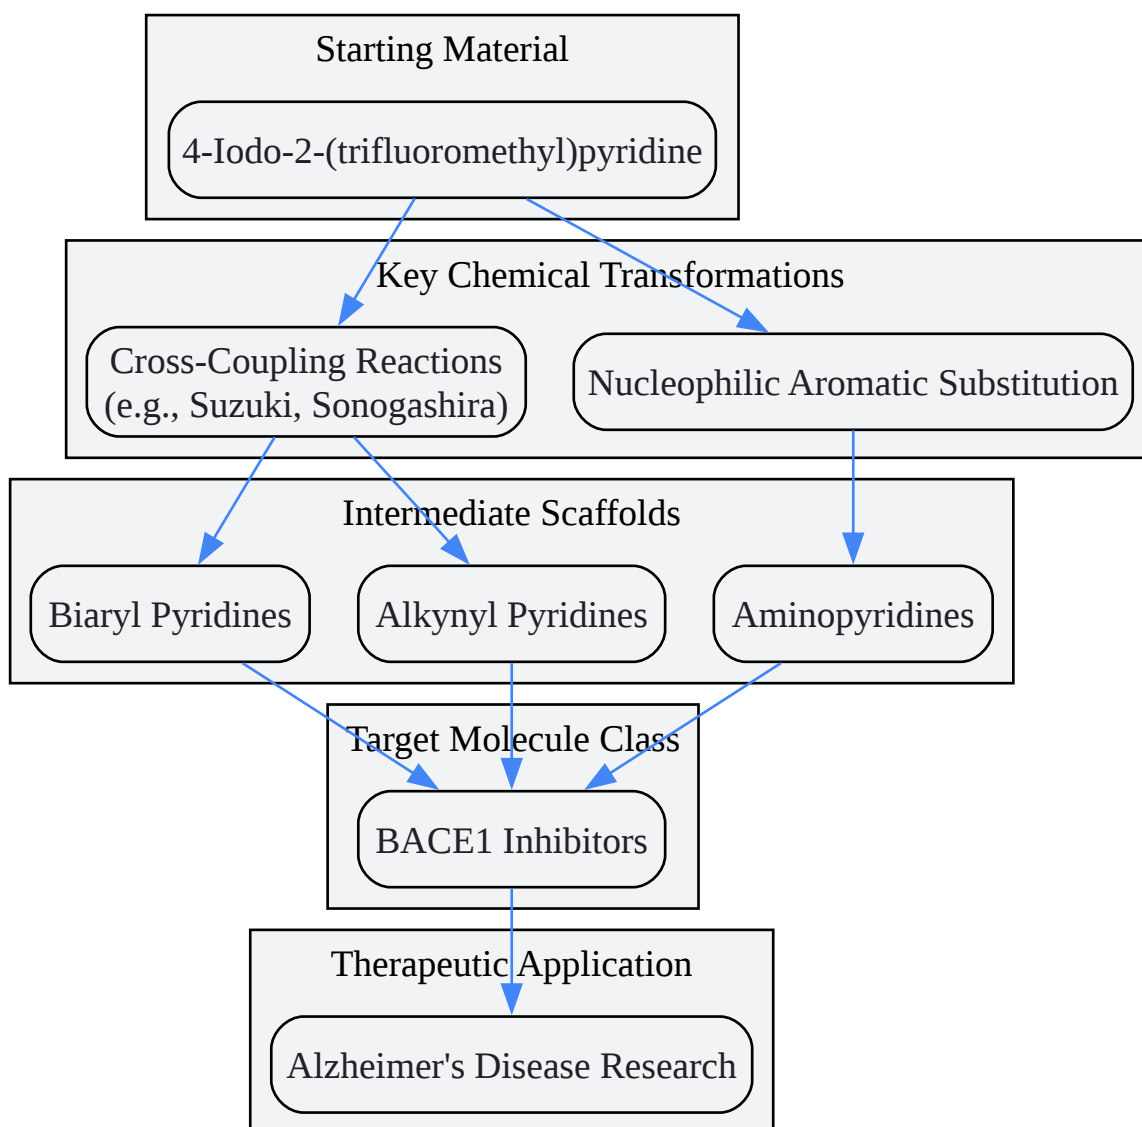 Starting Material
4-Iodo-2-(trifluoromethyl)pyridine
Key Chemical Transformations
Cross-Coupling Reactions
(e.g., Suzuki, Sonogashira)
Nucleophilic Aromatic Substitution
Intermediate Scaffolds
Biaryl Pyridines
Alkynyl Pyridines
Aminopyridines
Target Molecule Class
BACE1 Inhibitors
Therapeutic Application
Alzheimer's Disease Research